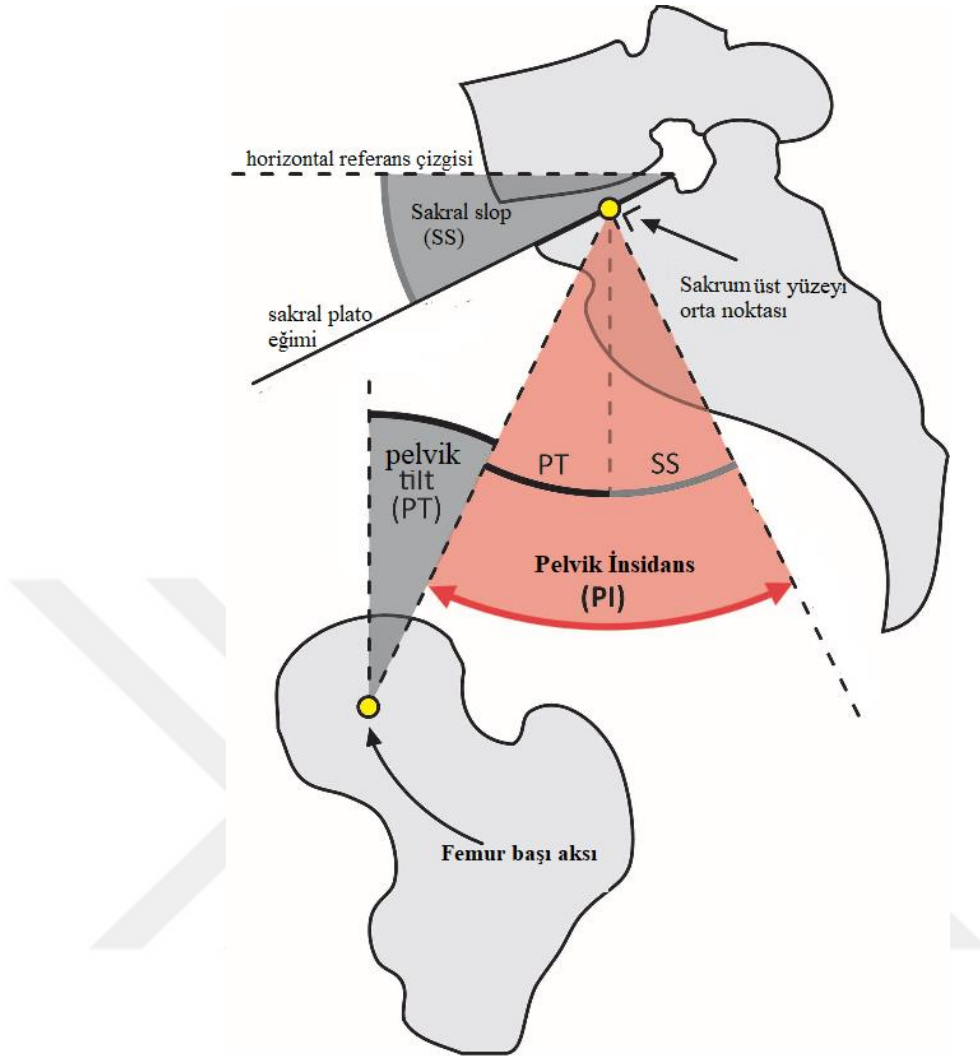 horizontal referans çizgisi
Sakral slop
(SS)
Sakrum üst yüzeyi
orta noktası
sakral plato
eğimi
pelvik
tilt
(PT)
PT
SS
Pelvik İnsidans
(PI)
Femur başı aksı